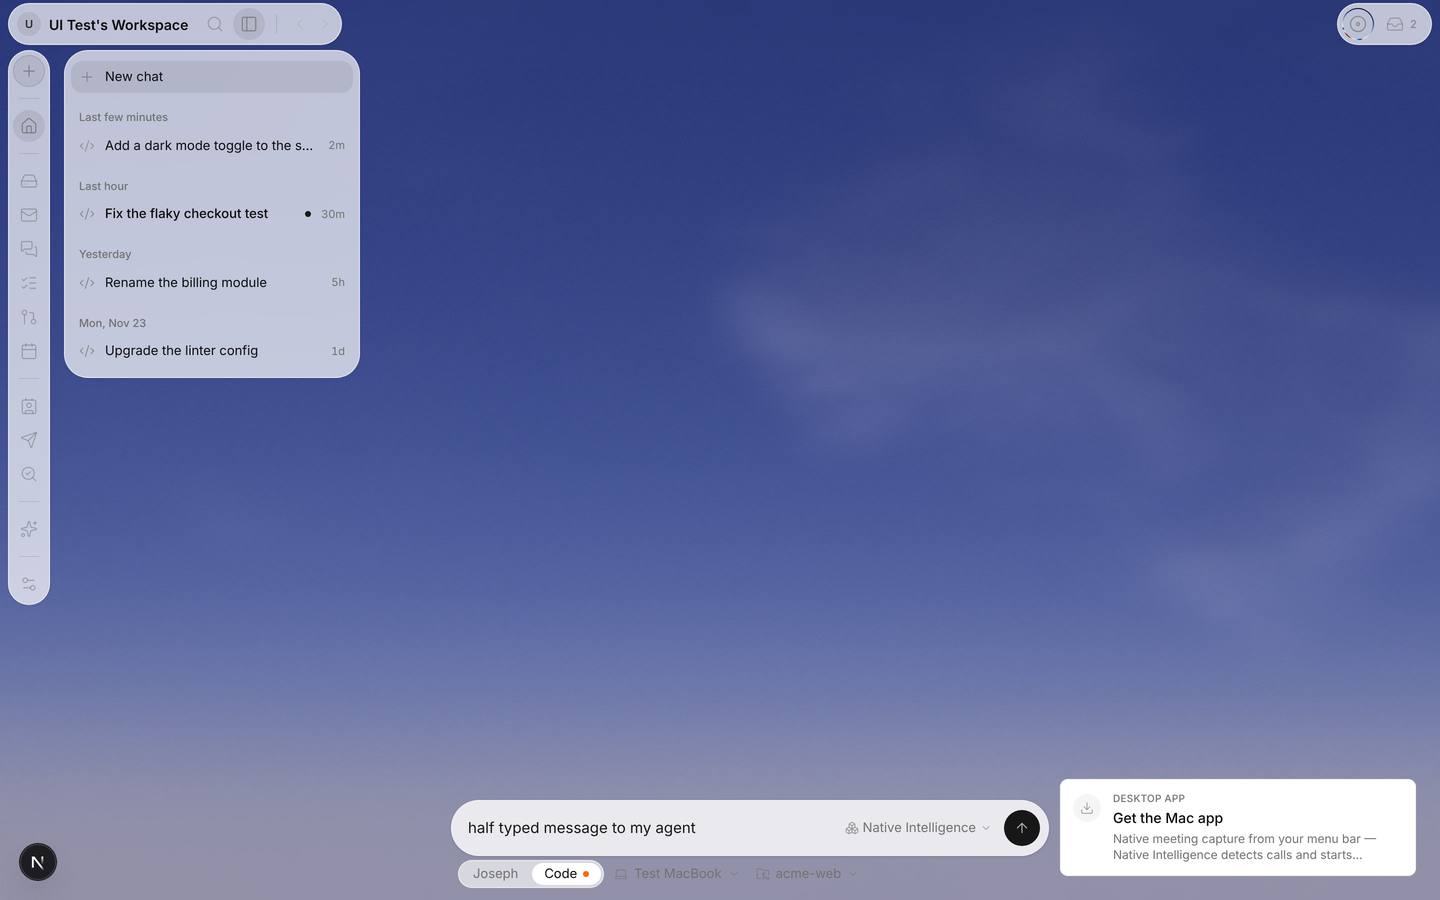 U UI Test's Workspace
2
New chat
Last few minutes
Add a dark mode toggle to the s... 2m
Last hour
Fix the flaky checkout test 30m
Yesterday
Rename the billing module 5h
Mon, Nov 23
Upgrade the linter config 1d
DESKTOP APP
Get the Mac app
Native meeting capture from your menu bar —
Native Intelligence detects calls and starts...
half typed message to my agent Native Intelligence
Joseph Code Test MacBook acme-web
N